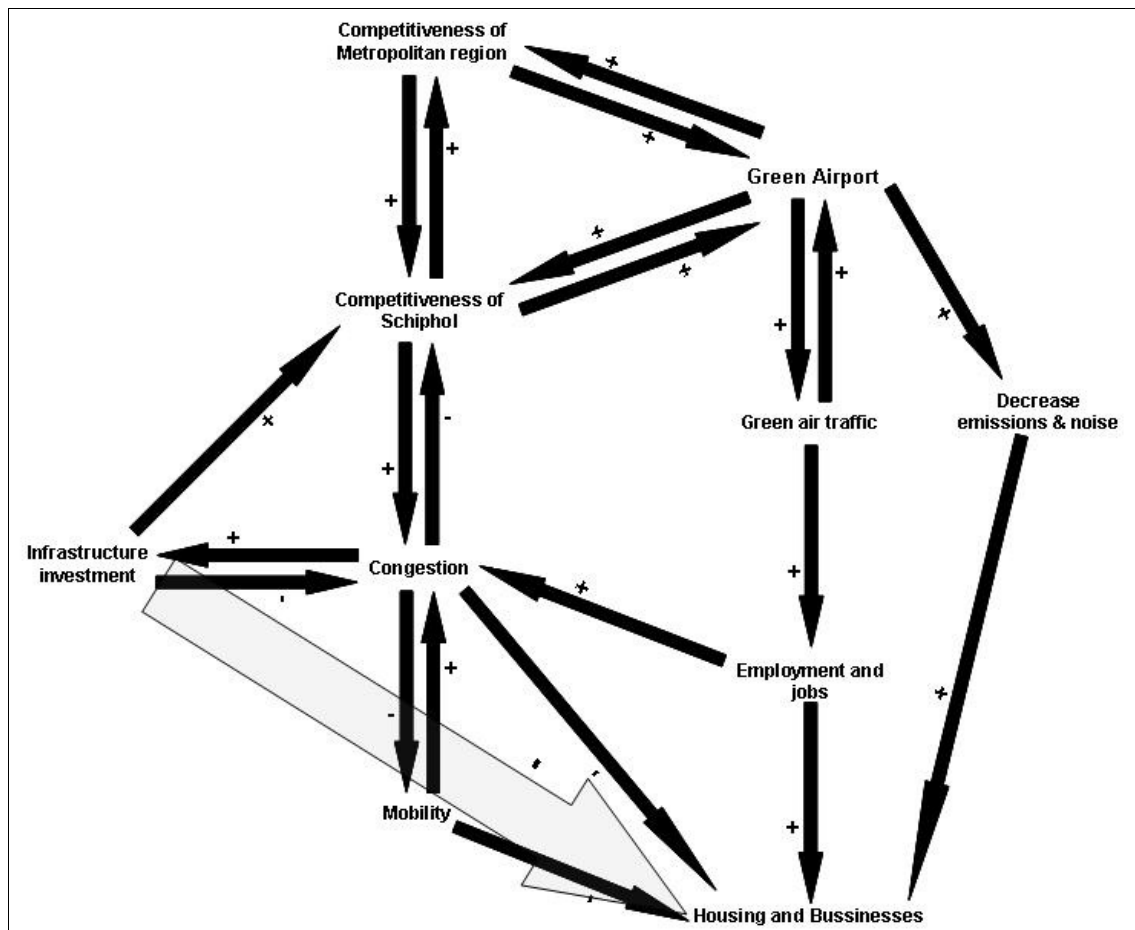 Competitiveness of
Metropolitan region
+
+
+
+
Green Airport
+
+
+
+
+
+
Competitiveness of
Schiphol
Green air traffic
Decrease
emissions & noise
+
-
+
+
Infrastructure
investment
+
-
Congestion
+
+
Employment and
jobs
+
+
-
-
-
Mobility
+
-
Housing and Bussinesses